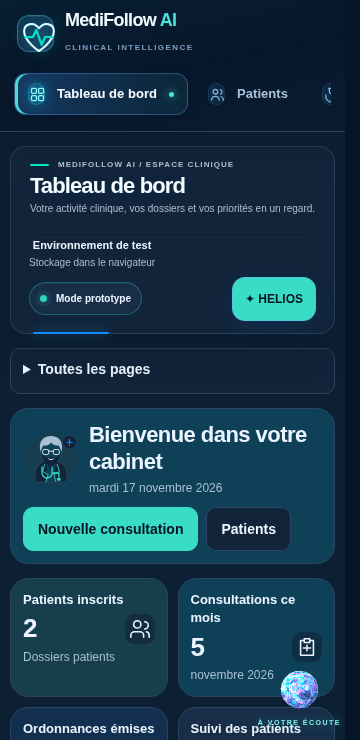 MediFollow AI
CLINICAL INTELLIGENCE
Tableau de bord
Patients
MEDIFOLLOW AI / ESPACE CLINIQUE
Tableau de bord
Votre activité clinique, vos dossiers et vos priorités en un regard.
Environnement de test
Stockage dans le navigateur
Mode prototype
✦ HELIOS
▶ Toutes les pages
Bienvenue dans votre
cabinet
mardi 17 novembre 2026
Nouvelle consultation
Patients
Patients inscrits
2
Dossiers patients
Consultations ce
mois
5
novembre 2026
À VOTRE ÉCOUTE
Ordonnances émises
Suivi des patients